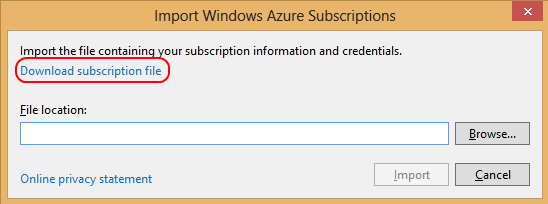 Import Windows Azure Subscriptions
Import the file containing your subscription information and credentials.
Download subscription file
File location:
Browse...
Online privacy statement
Import
Cancel